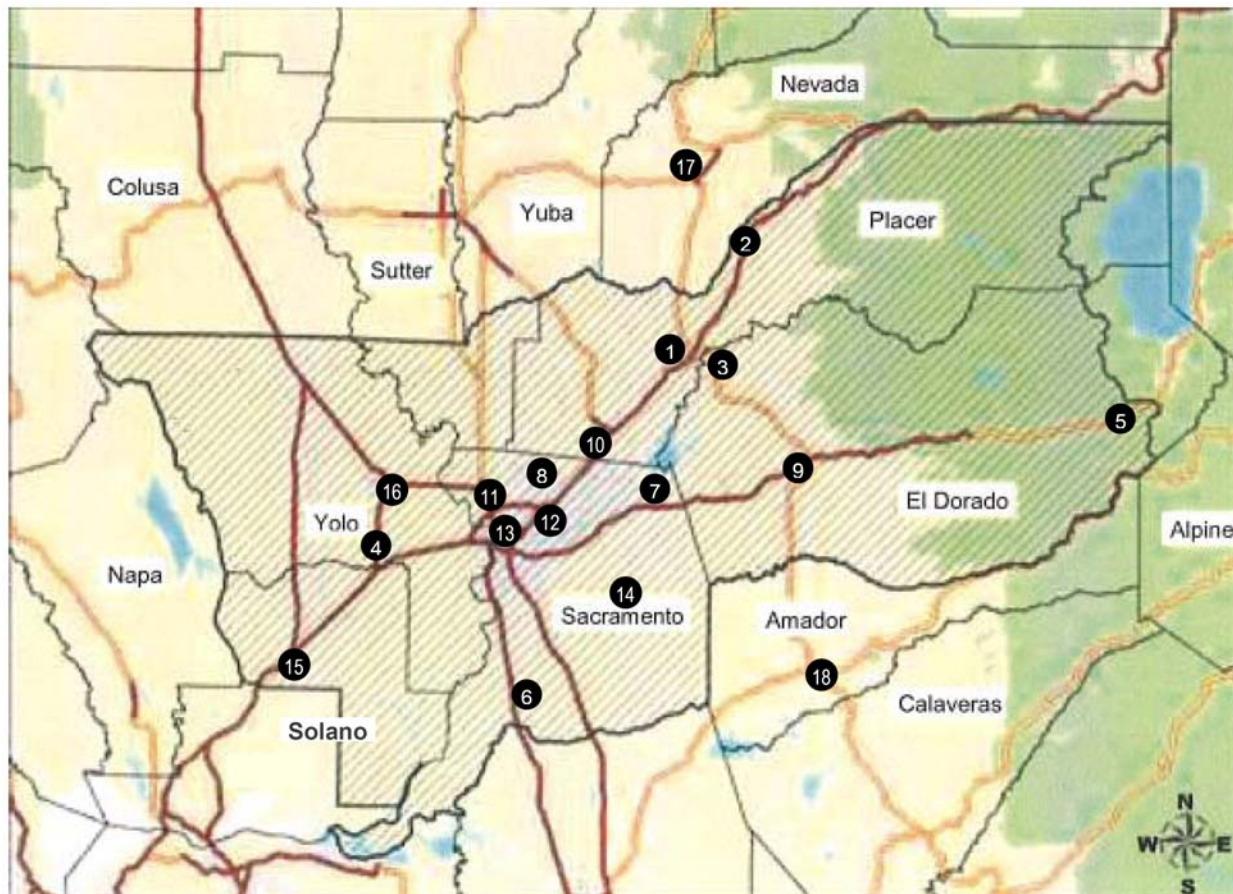 Nevada
17
Colusa
Yuba
Placer
2
Sutter
1
3
5
10
9
8
7
16
11
El Dorado
12
Yolo
13
4
Alpine
Napa
14
Sacramento
Amador
15
18
6
Calaveras
Solano
N
W E
S